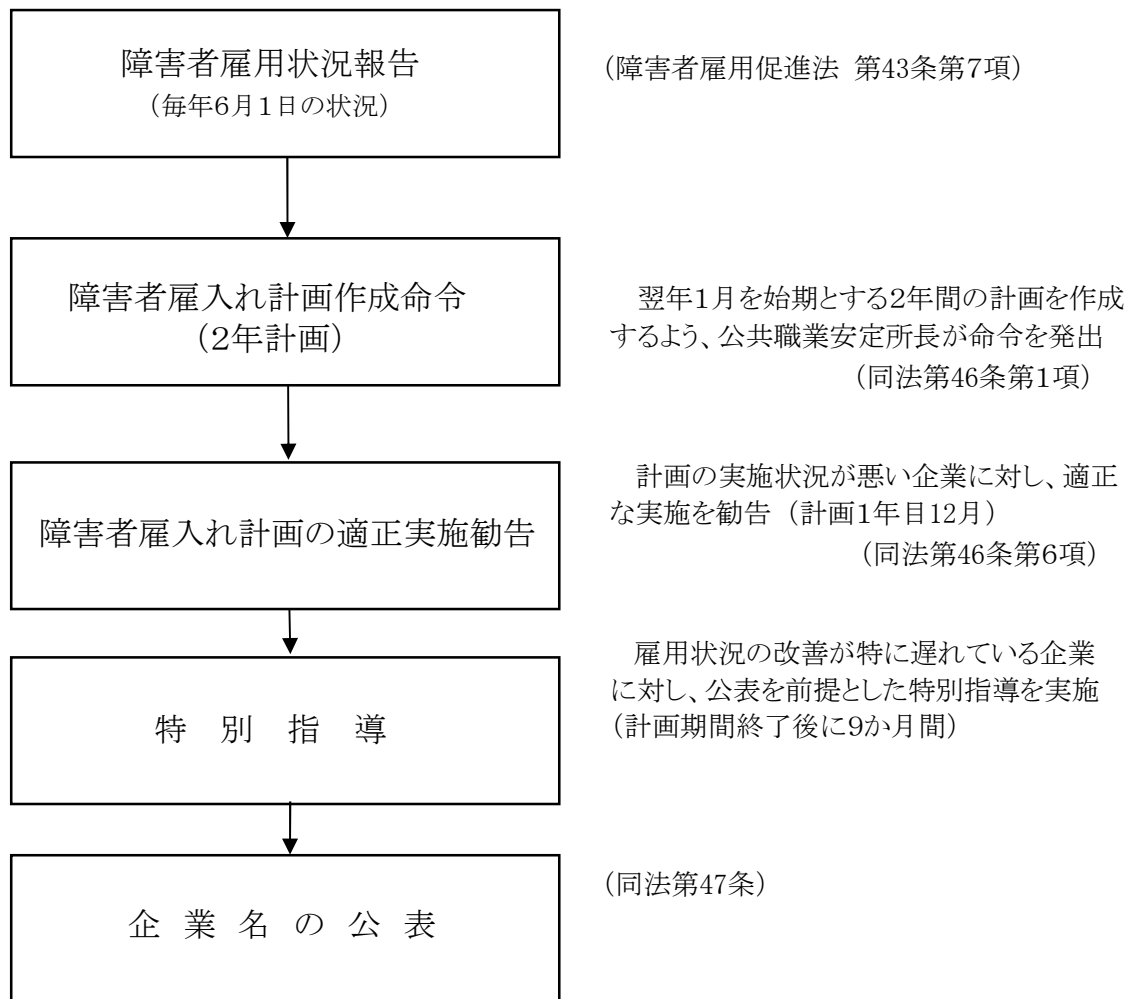 障害者雇用状況報告
（毎年６月１日の状況）
（障害者雇用促進法 第43条第７項）
障害者雇入れ計画作成命令
（２年計画）
翌年１月を始期とする２年間の計画を作成
するよう、公共職業安定所長が命令を発出
（同法第46条第１項）
障害者雇入れ計画の適正実施勧告
計画の実施状況が悪い企業に対し、適正
な実施を勧告（計画１年目12月）
（同法第46条第６項）
特 別 指 導
雇用状況の改善が特に遅れている企業
に対し、公表を前提とした特別指導を実施
（計画期間終了後に９か月間）
企 業 名 の 公 表
（同法第47条）